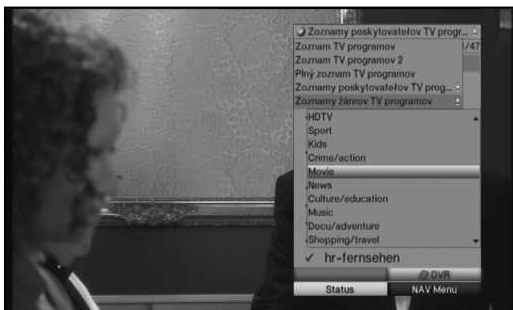 Zoznamy poskytovateľov TV progr...
Zoznam TV programov
1/47
Zoznam TV programov 2
Plný zoznam TV programov
Zoznamy poskytovateľov TV prog...
Zoznamy žánrov TV programov
HDTV
Sport
Kids
Crime/action
Movie
News
Culture/education
Music
Docu/adventure
Shopping/travel
✓ hr-fernsehen
DVR
Status
NAV Menu